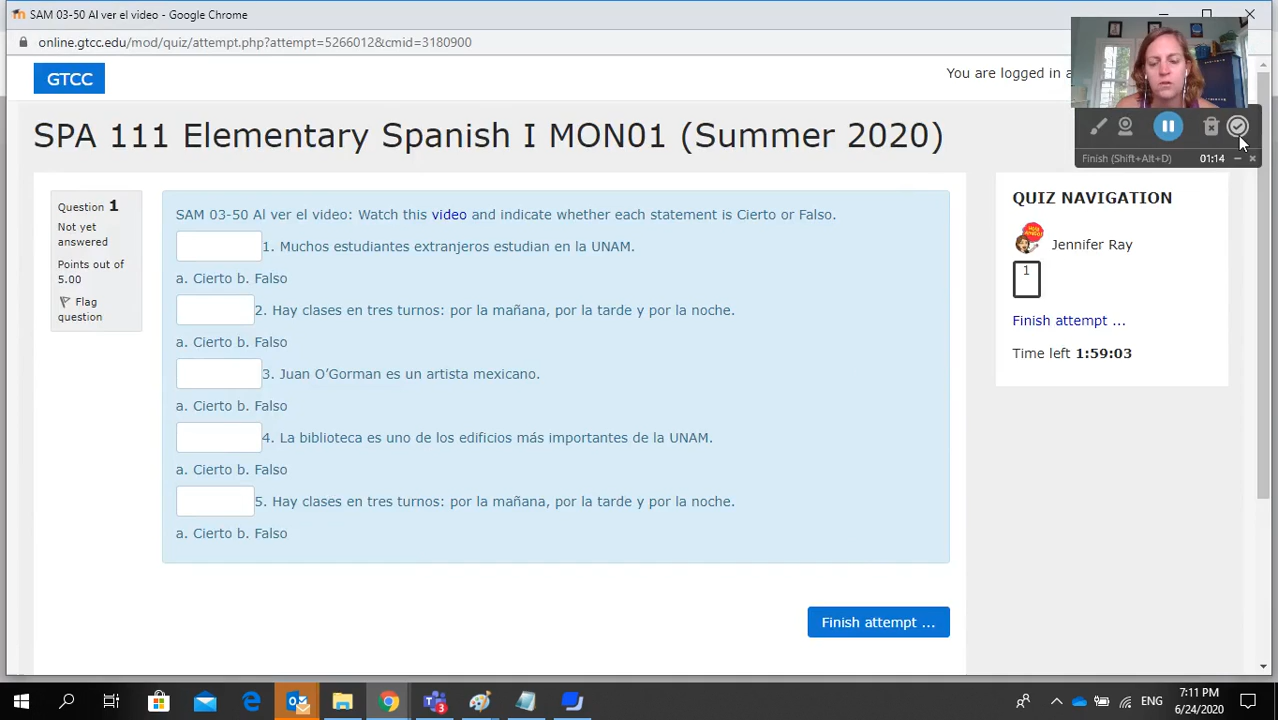 SAM 03-50 Al ver el video - Google Chrome
online.gtcc.edu/mod/quiz/attempt.php?attempt=5266012&cmid=3180900
GTCC
You are logged in a
SPA 111 Elementary Spanish I MON01 (Summer 2020)
Finish (Shift+Alt+D) 01:14
Question 1
Not yet
answered
Points out of
5.00
Flag
question
SAM 03-50 Al ver el video: Watch this video and indicate whether each statement is Cierto or Falso.
1. Muchos estudiantes extranjeros estudian en la UNAM.
a. Cierto b. Falso
2. Hay clases en tres turnos: por la mañana, por la tarde y por la noche.
a. Cierto b. Falso
3. Juan O’Gorman es un artista mexicano.
a. Cierto b. Falso
4. La biblioteca es uno de los edificios más importantes de la UNAM.
a. Cierto b. Falso
5. Hay clases en tres turnos: por la mañana, por la tarde y por la noche.
a. Cierto b. Falso
Finish attempt ...
QUIZ NAVIGATION
Jennifer Ray
1
Finish attempt ...
Time left 1:59:03
3
ENG
7:11 PM
6/24/2020